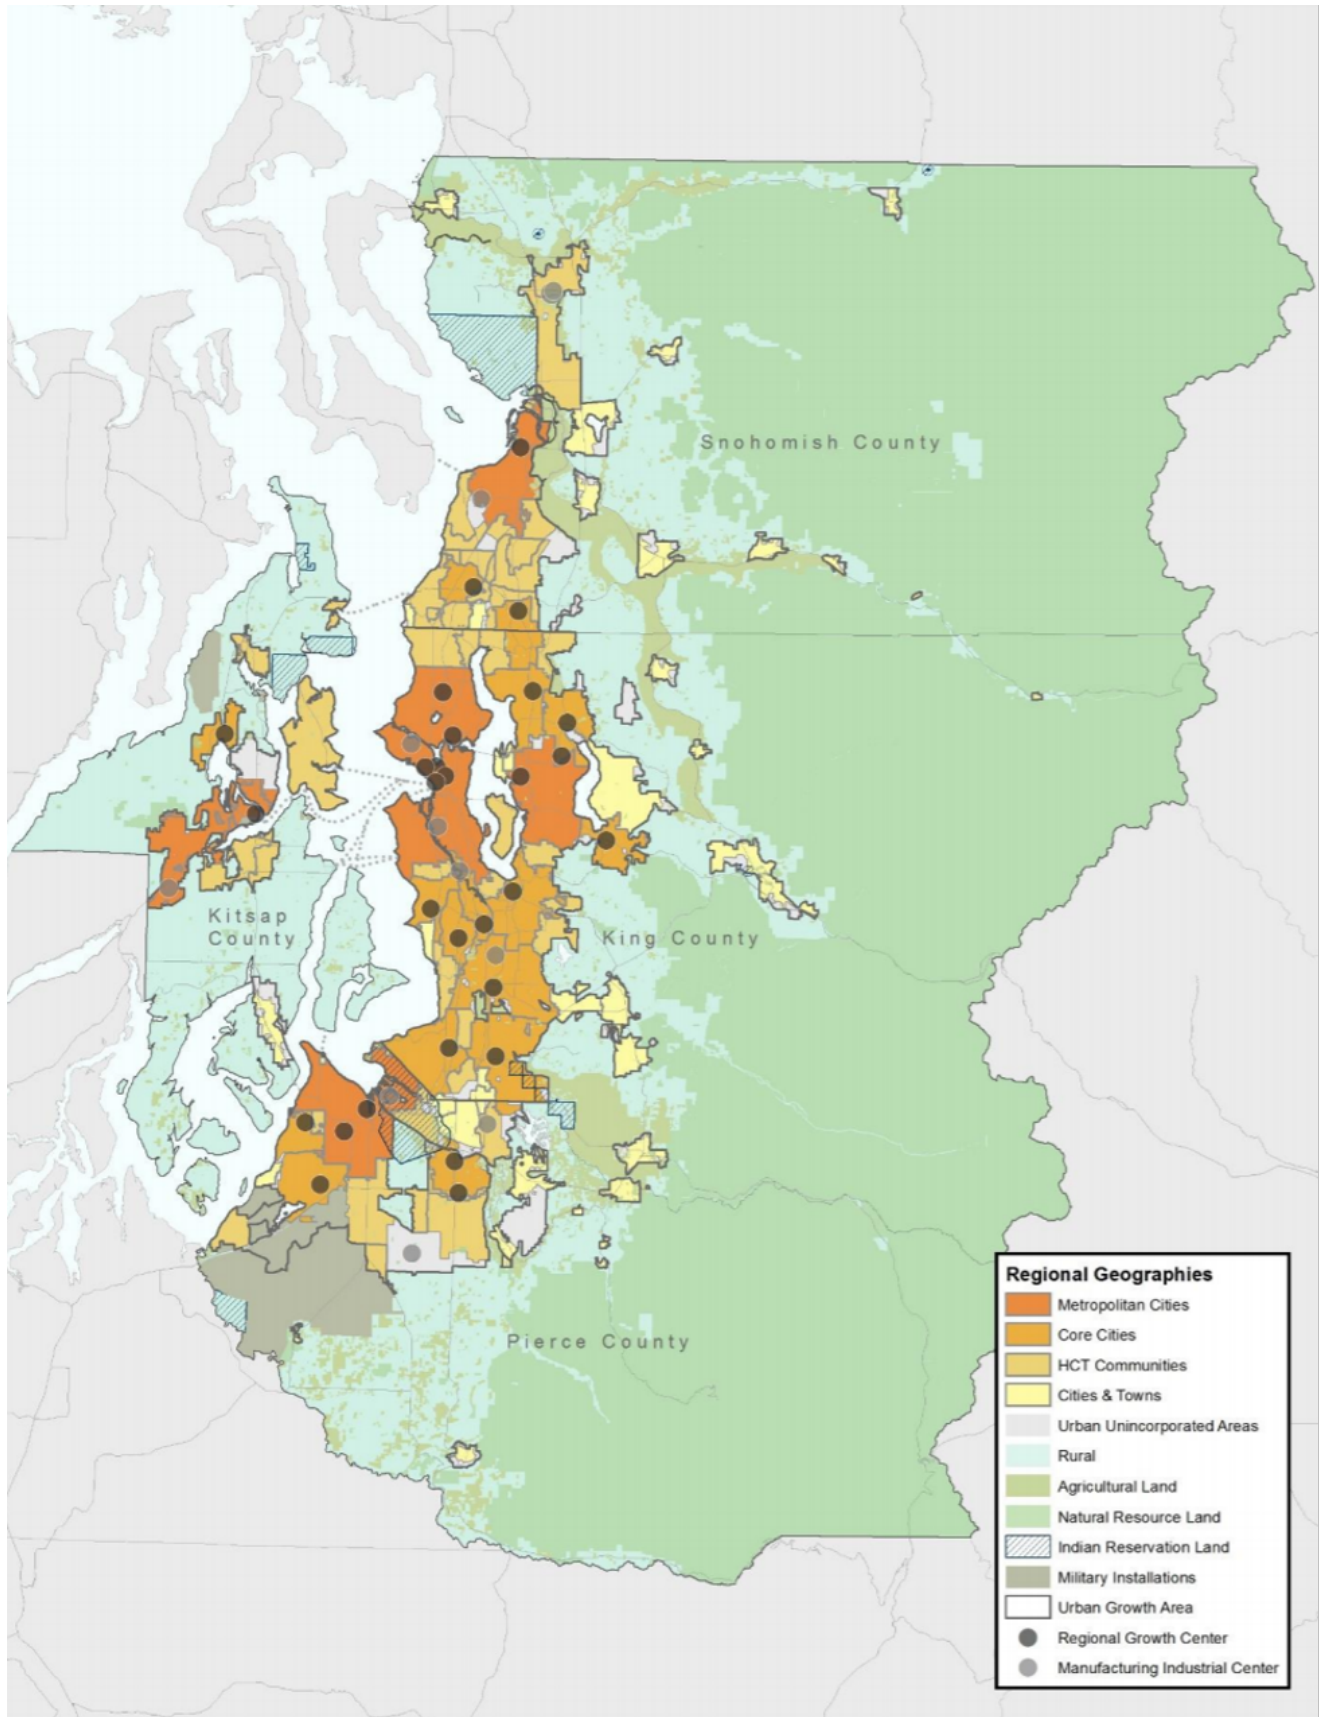 Snohomish County
Kitsap
County
King County
Pierce County
Regional Geographies
Metropolitan Cities
Core Cities
HCT Communities
Cities & Towns
Urban Unincorporated Areas
Rural
Agricultural Land
Natural Resource Land
Indian Reservation Land
Military Installations
Urban Growth Area
Regional Growth Center
Manufacturing Industrial Center